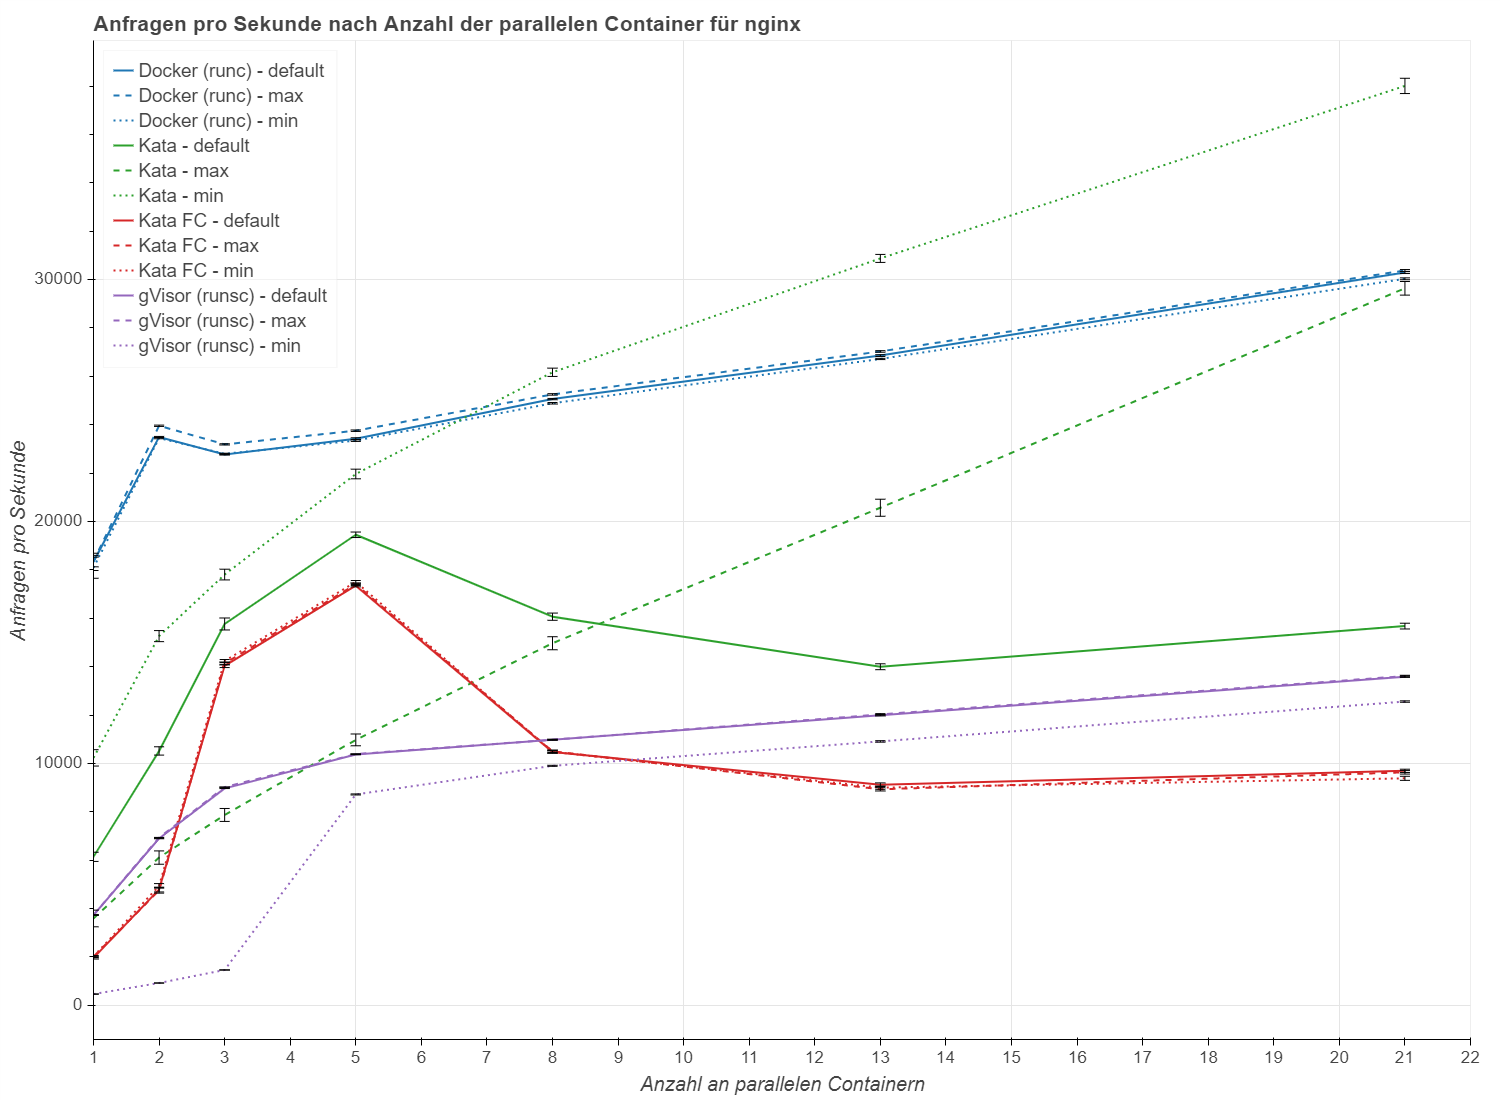 Anfragen pro Sekunde nach Anzahl der parallelen Container für nginx
Docker (runc) - default
Docker (runc) - max
Docker (runc) - min
Kata - default
Kata - max
Kata - min
Kata FC - default
Kata FC - max
Kata FC - min
gVisor (runsc) - default
gVisor (runsc) - max
gVisor (runsc) - min
Anfragen pro Sekunde
30000
20000
10000
0
1 2 3 4 5 6 7 8 9 10 11 12 13 14 15 16 17 18 19 20 21 22
Anzahl an parallelen Containern